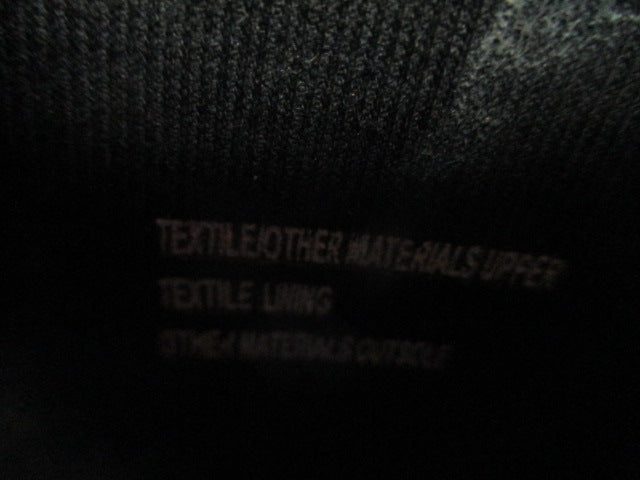 TEXTILE/OTHER MATERIALS UPPER
TEXTILE LINING
OTHER MATERIALS OUTSOLE